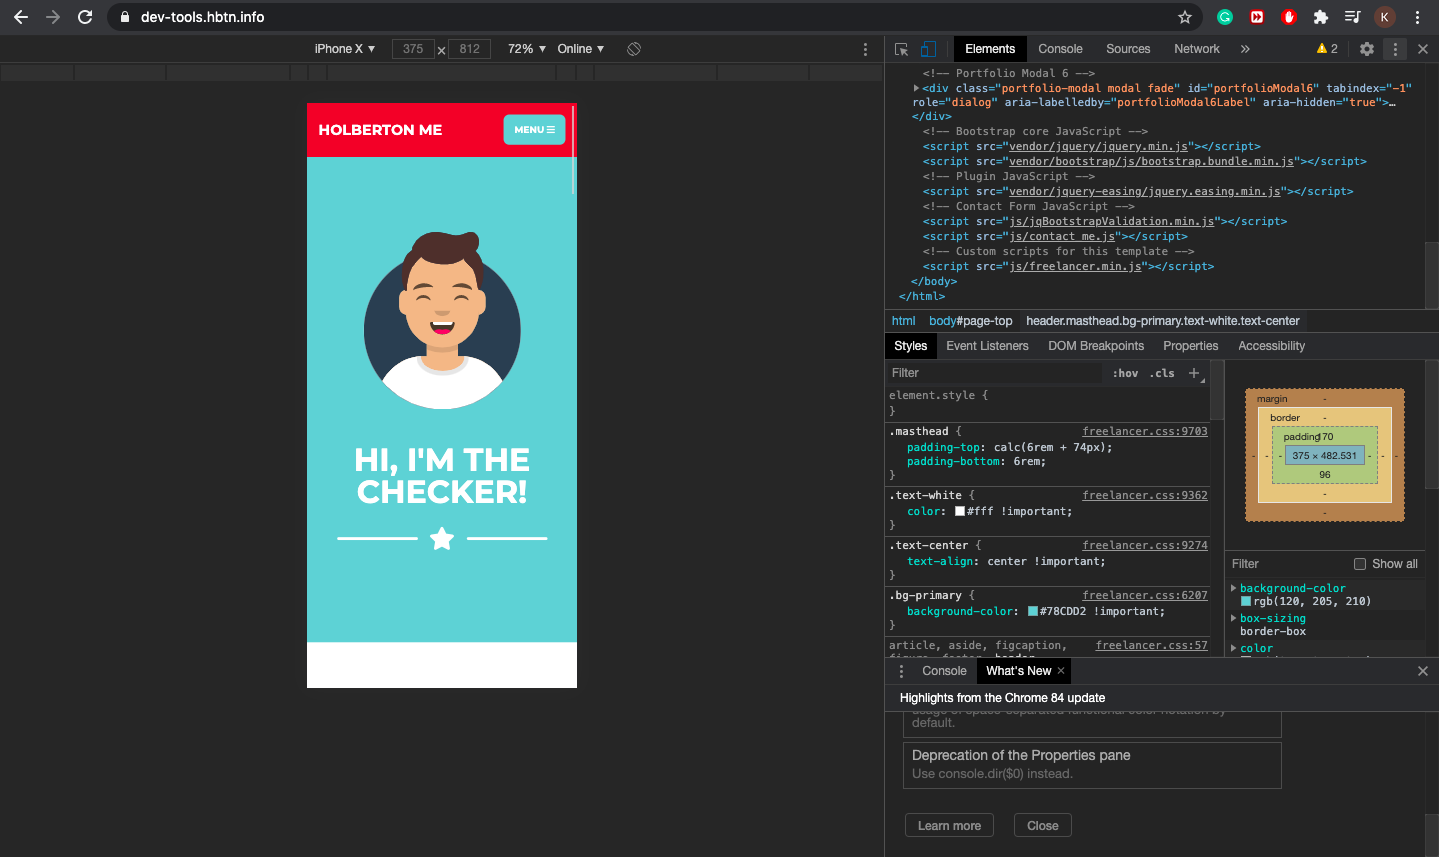 dev-tools.hbtn.info
K
iPhone X ▼ 375 × 812 72% ▼ Online ▼
HOLBERTON ME
MENU ☰
HI, I'M THE
CHECKER!
Elements Console Sources Network » 2
<!-- Portfolio Modal 6 -->
<div class="portfolio-modal modal fade" id="portfolioModal6" tabindex="-1"
role="dialog" aria-labelledby="portfolioModal6Label" aria-hidden="true">…
</div>
<!-- Bootstrap core JavaScript -->
<script src="vendor/jquery/jquery.min.js"></script>
<script src="vendor/bootstrap/js/bootstrap.bundle.min.js"></script>
<!-- Plugin JavaScript -->
<script src="vendor/jquery-easing/jquery.easing.min.js"></script>
<!-- Contact Form JavaScript -->
<script src="js/jqBootstrapValidation.min.js"></script>
<script src="js/contact_me.js"></script>
<!-- Custom scripts for this template -->
<script src="js/freelancer.min.js"></script>
</body>
</html>
html body#page-top header.masthead.bg-primary.text-white.text-center
Styles Event Listeners DOM Breakpoints Properties Accessibility
Filter :hov .cls +
element.style {
}
.masthead { freelancer.css:9703
padding-top: calc(6rem + 74px);
padding-bottom: 6rem;
}
.text-white { freelancer.css:9362
color: #fff !important;
}
.text-center { freelancer.css:9274
text-align: center !important;
}
.bg-primary { freelancer.css:6207
background-color: #78CDD2 !important;
}
article, aside, figcaption, freelancer.css:57
margin -
border -
padding 170
- - - 375 × 482.531 - - -
96
-
-
Filter Show all
background-color
rgb(120, 205, 210)
box-sizing
border-box
color
Console What's New ×
Highlights from the Chrome 84 update
default.
Deprecation of the Properties pane
Use console.dir($0) instead.
Learn more Close